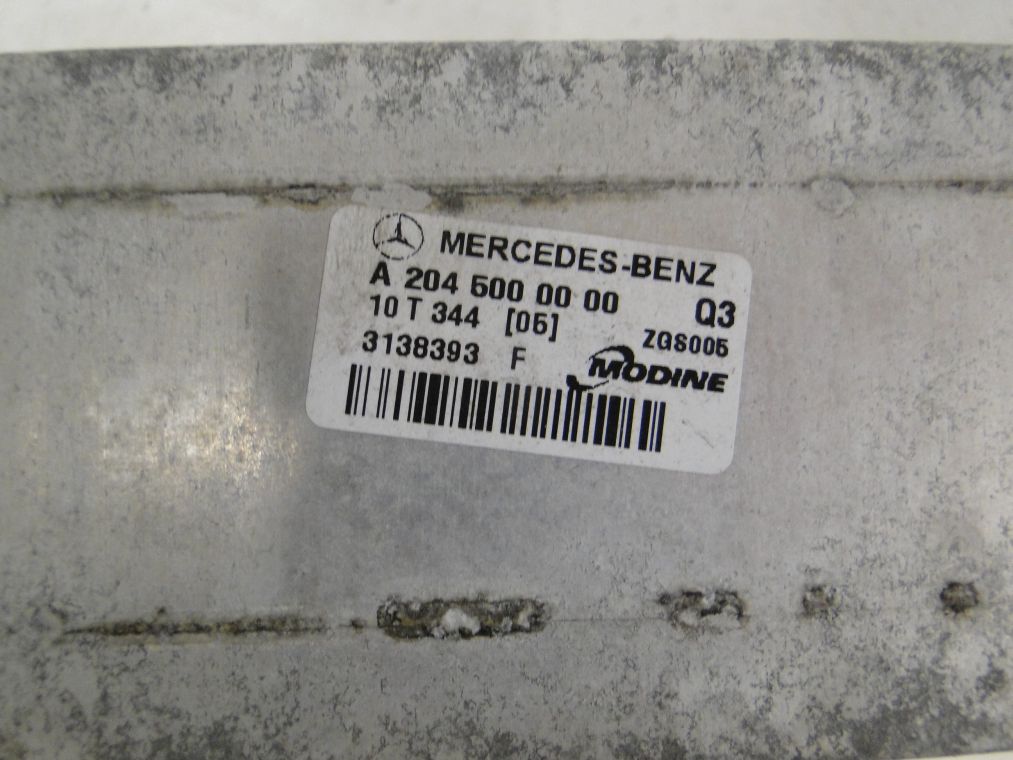 MERCEDES-BENZ
A 204 500 00 00 Q3
10 T 344 [05] ZGS005
3138393 F MODINE